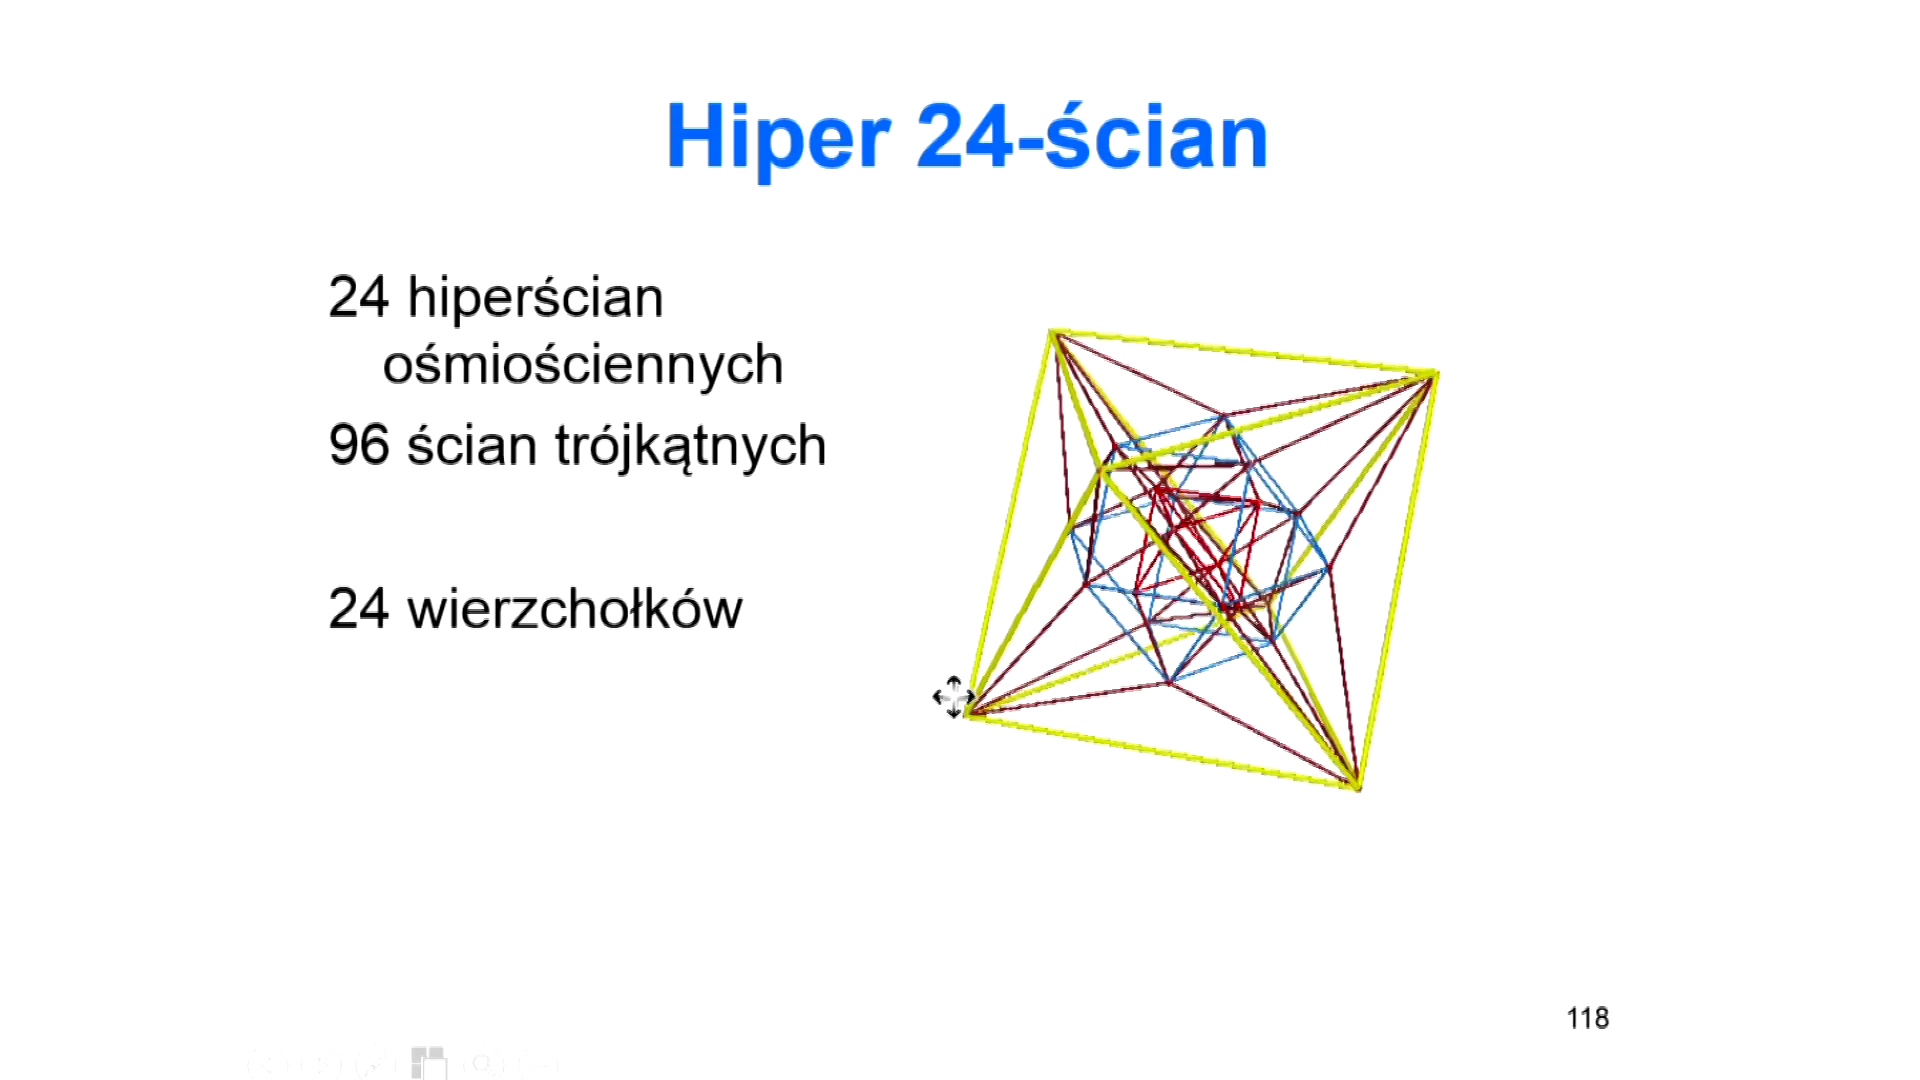 Hiper 24-ścian
24 hiperścian
ośmiościennych
96 ścian trójkątnych
24 wierzchołków
118